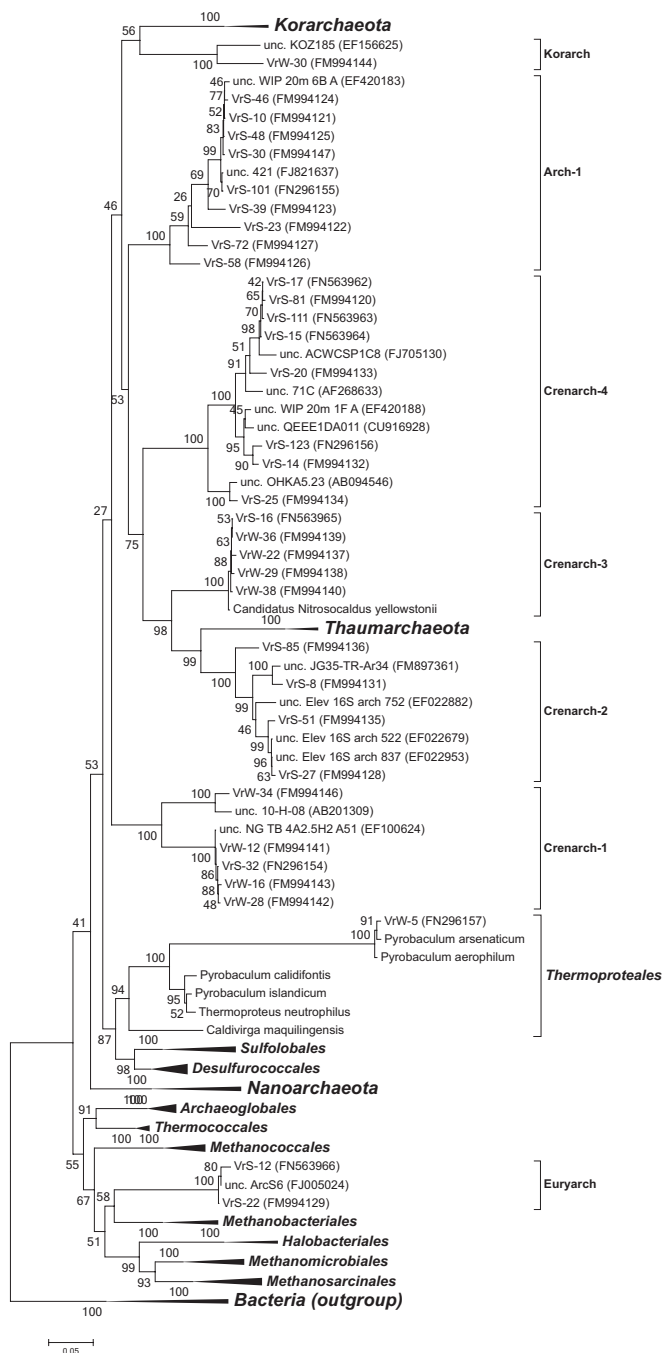 100
Korarchaeota
56
unc. KOZ185 (EF156625)
Korarch
100
VrW-30 (FM994144)
46
unc. WIP 20m 6B A (EF420183)
77
VrS-46 (FM994124)
52
VrS-10 (FM994121)
83
VrS-48 (FM994125)
99
VrS-30 (FM994147)
69
unc. 421 (FJ821637)
Arch-1
70
VrS-101 (FN296155)
26
VrS-39 (FM994123)
46
59
VrS-23 (FM994122)
100
VrS-72 (FM994127)
VrS-58 (FM994126)
42
VrS-17 (FN563962)
65
VrS-81 (FM994120)
70
VrS-111 (FN563963)
98
VrS-15 (FN563964)
51
unc. ACWCSP1C8 (FJ705130)
91
VrS-20 (FM994133)
unc. 71C (AF268633)
Crenarch-4
53
100
45
unc. WIP 20m 1F A (EF420188)
unc. QEEE1DA011 (CU916928)
100
95
VrS-123 (FN296156)
90
VrS-14 (FM994132)
unc. OHKA5.23 (AB094546)
100
VrS-25 (FM994134)
27
53
VrS-16 (FN563965)
63
VrW-36 (FM994139)
75
VrW-22 (FM994137)
88
VrW-29 (FM994138)
Crenarch-3
100
VrW-38 (FM994140)
Candidatus Nitrosocaldus yellowstonii
98
100
Thaumarchaeota
99
VrS-85 (FM994136)
100
unc. JG35-TR-Ar34 (FM897361)
100
VrS-8 (FM994131)
99
unc. Elev 16S arch 752 (EF022882)
46
VrS-51 (FM994135)
Crenarch-2
99
unc. Elev 16S arch 522 (EF022679)
96
unc. Elev 16S arch 837 (EF022953)
63
VrS-27 (FM994128)
53
VrW-34 (FM994146)
unc. 10-H-08 (AB201309)
100
unc. NG TB 4A2.5H2 A51 (EF100624)
100
VrW-12 (FM994141)
Crenarch-1
86
VrS-32 (FN296154)
88
VrW-16 (FM994143)
48
VrW-28 (FM994142)
41
91
VrW-5 (FN296157)
100
Pyrobaculum arsenaticum
100
Pyrobaculum aerophilum
Pyrobaculum calidifontis
Thermoproteales
94
95
Pyrobaculum islandicum
52
Thermoproteus neutrophilus
Caldivirga maquilingensis
87
100
Sulfolobales
98
100
Desulfurococcales
100
Nanoarchaeota
91
100
100
Archaeoglobales
Thermococcales
100
100
Methanococcales
55
80
VrS-12 (FN563966)
100
unc. ArcS6 (FJ005024)
Euryarch
67
58
VrS-22 (FM994129)
100
Methanobacteriales
51
100
100
Halobacteriales
99
100
Methanomicrobiales
93
100
Methanosarcinales
100
Bacteria (outgroup)
0.05